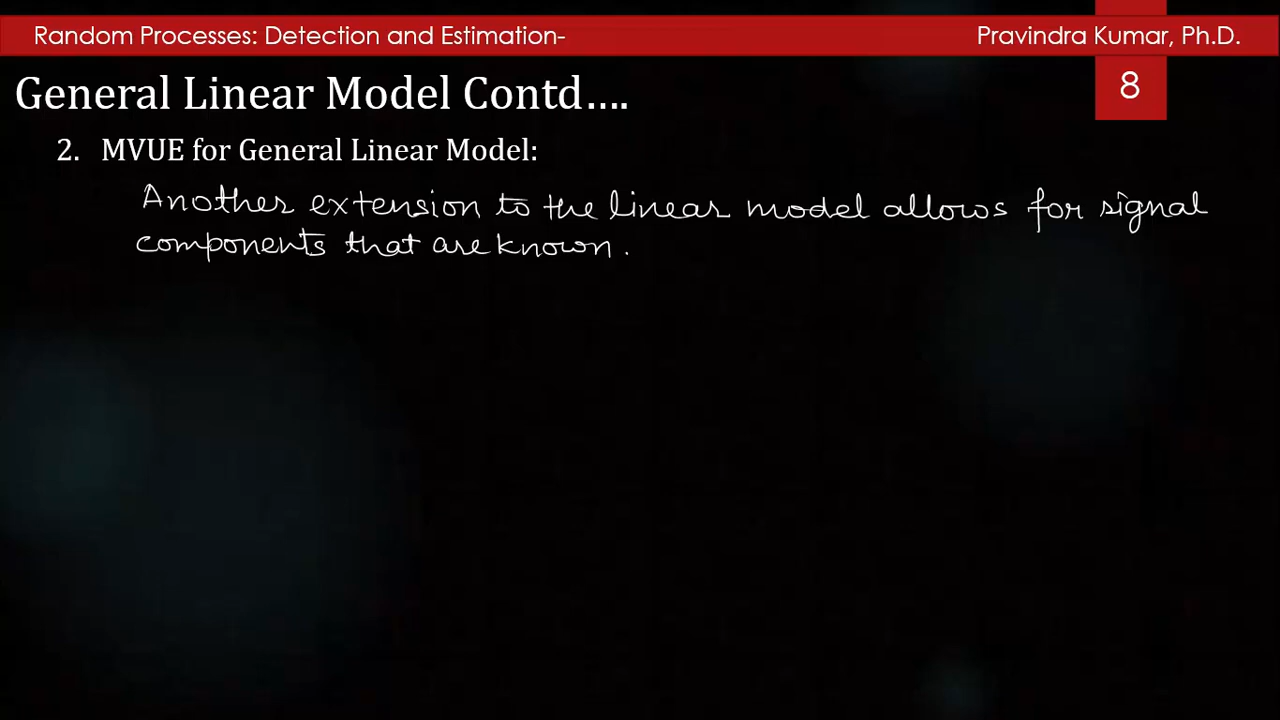 Random Processes: Detection and Estimation-
Pravindra Kumar, Ph.D.
General Linear Model Contd....
8
2. MVUE for General Linear Model:
Another extension to the linear model allows for signal
components that are known.